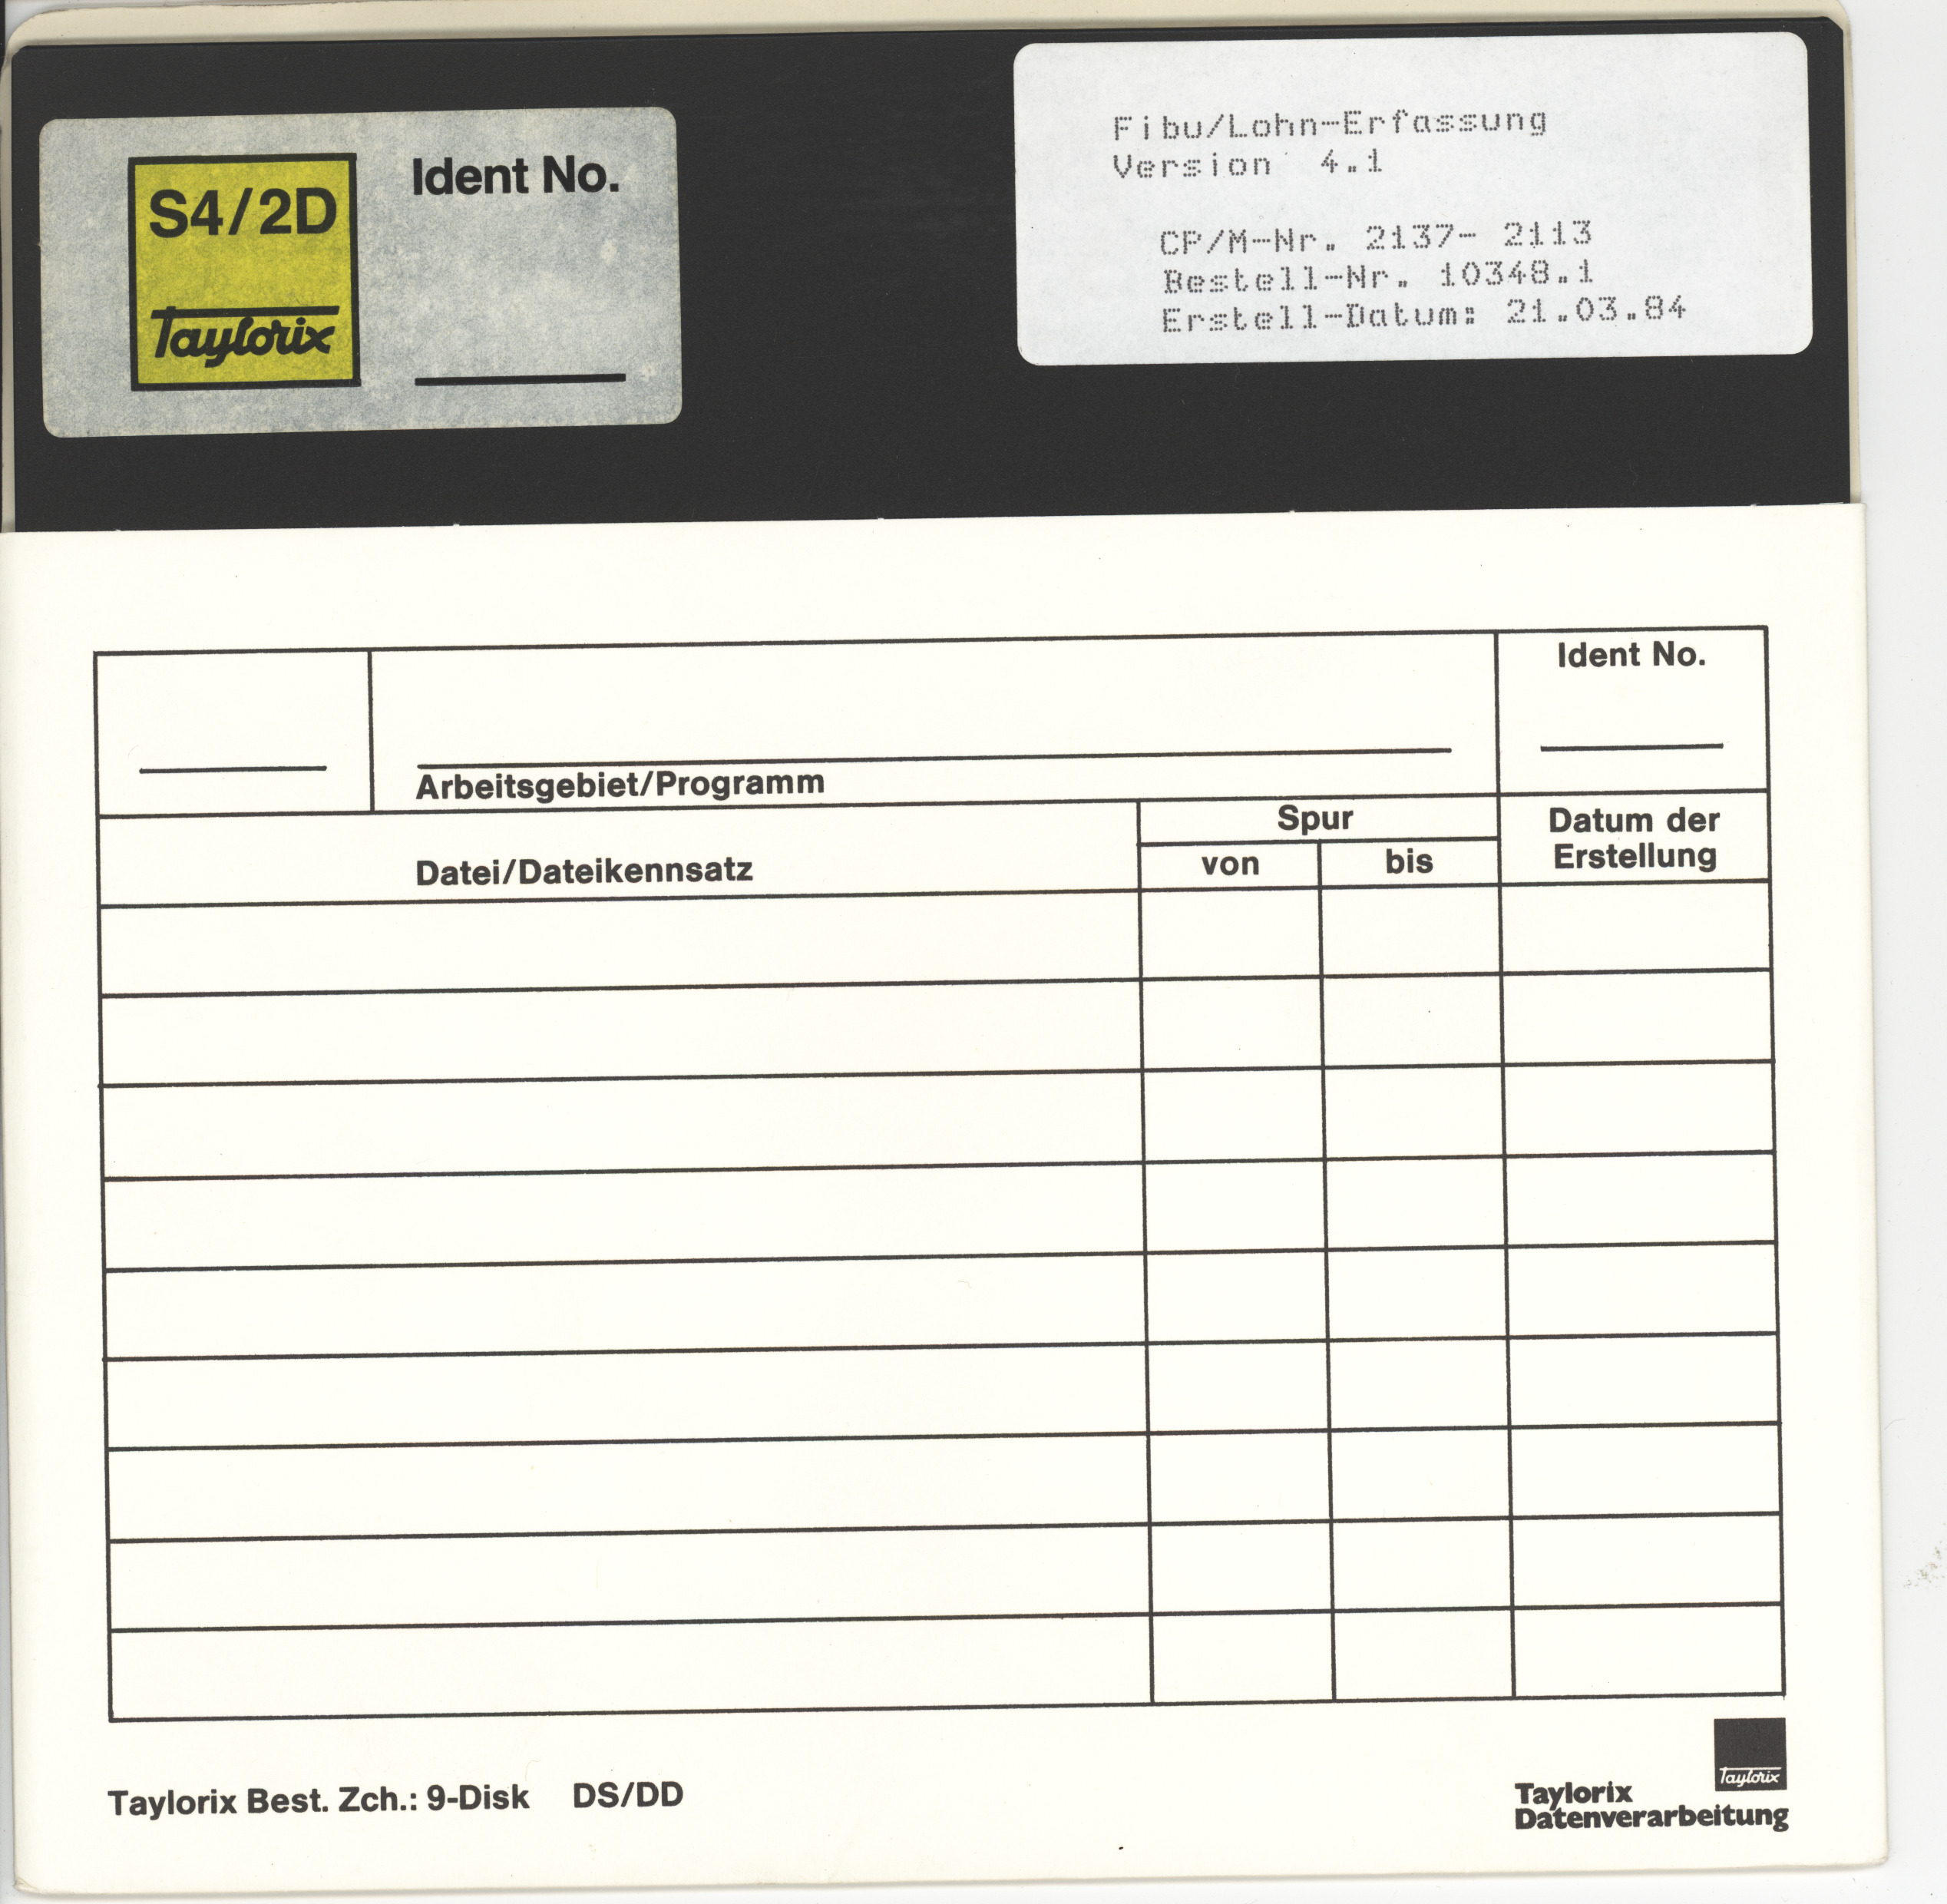 S4/2D
Taylorix
Ident No.
Fibu/Lohn-Erfassung
Version 4.1
CP/M-Nr. 2137- 2113
Bestell-Nr. 10348.1
Erstell-Datum: 21.03.84
Ident No.
Arbeitsgebiet/Programm
Datei/Dateikennsatz
Spur
von bis
Datum der
Erstellung
Taylorix Best. Zch.: 9-Disk DS/DD
Taylorix
Taylorix
Datenverarbeitung